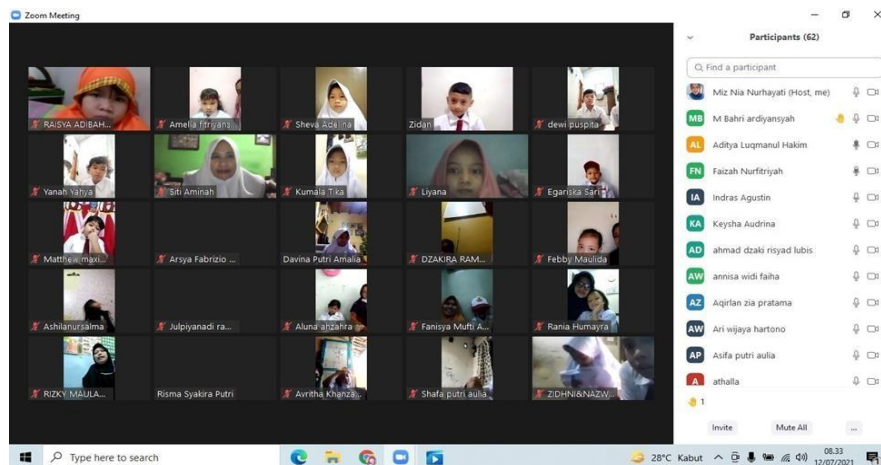 Zoom Meeting
Participants (62)
Find a participant
Miz Nia Nurhayati (Host, me)
MB M Bahri ardiyansyah
AL Aditya Luqmanul Hakim
FN Faizah Nurfitriyah
IA Indras Agustin
KA Keysha Audrina
AD ahmad dzaki risyad lubis
AW annisa widi faiha
AZ Aqirlan zia pratama
AW Ari wijaya hartono
AP Asifa putri aulia
A athalla
1
Invite Mute All ...
RAISYA ADIBAH... Amelia fitriyans... Sheva Adelina Zidan dewi puspita
Yanah Yahya Siti Aminah Kumala Tika Liyana Egariska Sari
Matthew maxi... Arsya Fabrizio ... Davina Putri Amalia DZAKIRA RAM... Febby Maulida
Ashilanursalma Julpiyanadi ra... Aluna anzahra Fanisya Mufti A... Rania Humayra
RIZKY MAULA... Risma Syakira Putri Avritha Khanza... Shafa putri aulia ZIDHNI&NAZW...
Type here to search
28°C Kabut
08.33
12/07/2021